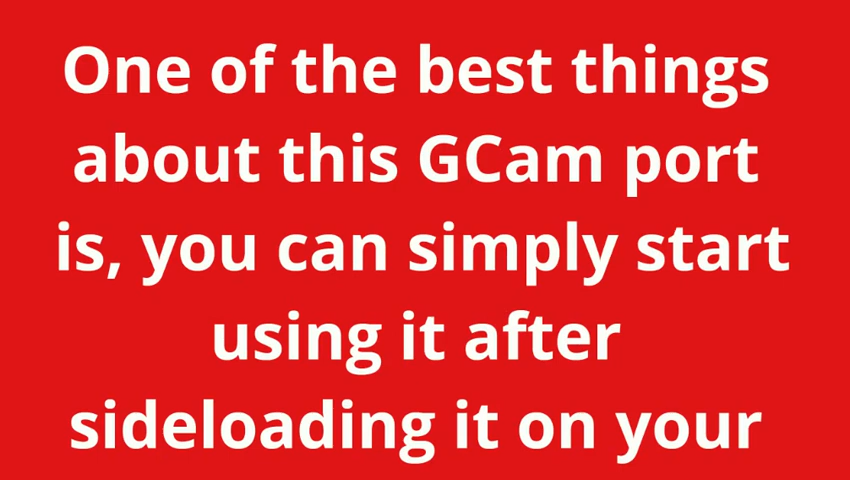 One of the best things
about this GCam port
is, you can simply start
using it after
sideloading it on your